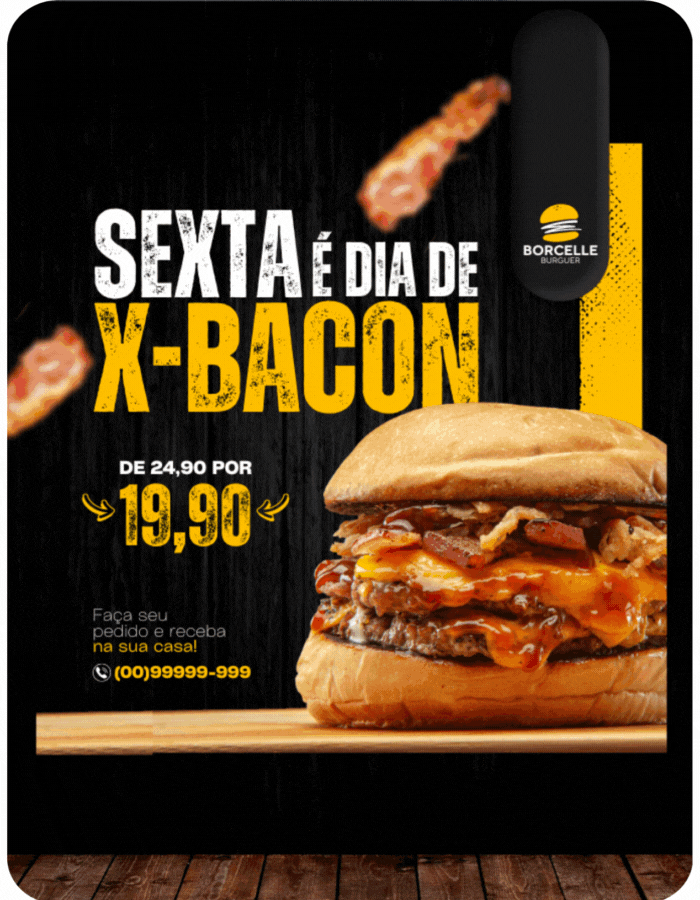 BORCELLE
BURGUER
SEXTA É DIA DE
X-BACON
DE 24,90 POR
19,90
Faça seu
pedido e receba
na sua casa!
(00)99999-999